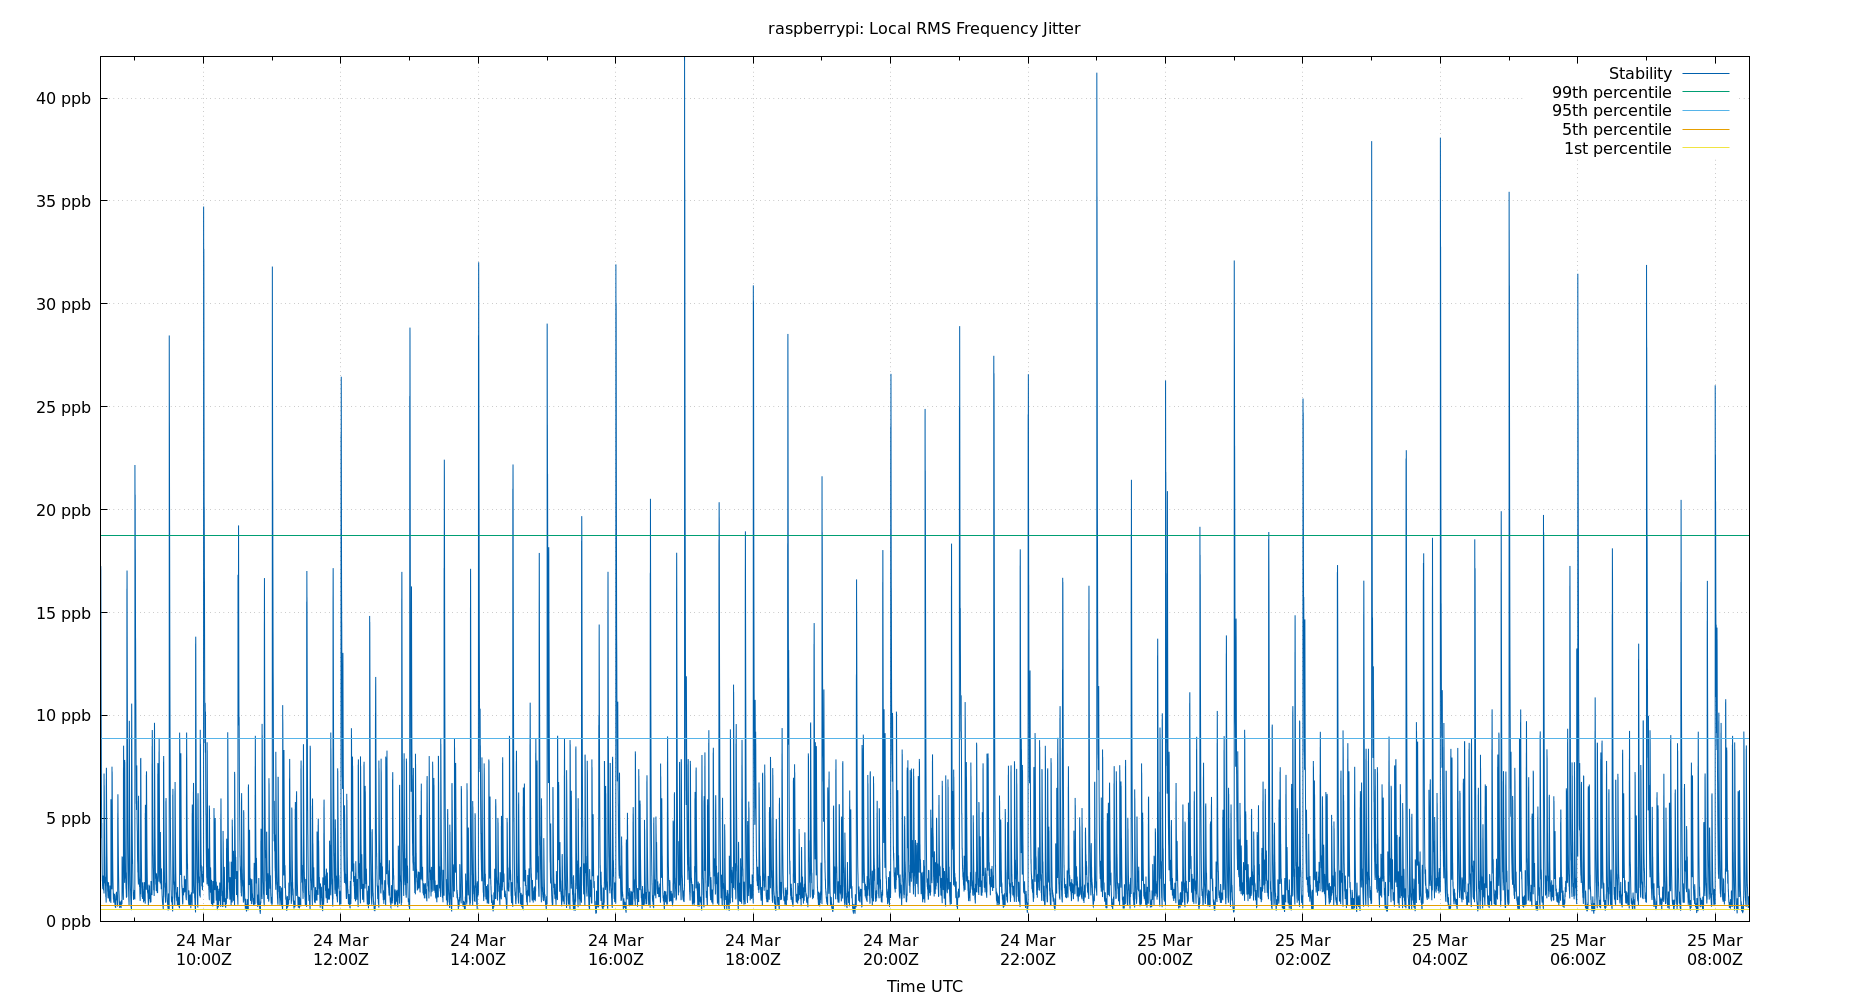 raspberrypi: Local RMS Frequency Jitter
Stability
99th percentile
95th percentile
5th percentile
1st percentile
40 ppb
35 ppb
30 ppb
25 ppb
20 ppb
15 ppb
10 ppb
5 ppb
0 ppb
24 Mar 24 Mar 24 Mar 24 Mar 24 Mar 24 Mar 24 Mar 25 Mar 25 Mar 25 Mar 25 Mar 25 Mar
10:00Z 12:00Z 14:00Z 16:00Z 18:00Z 20:00Z 22:00Z 00:00Z 02:00Z 04:00Z 06:00Z 08:00Z
Time UTC